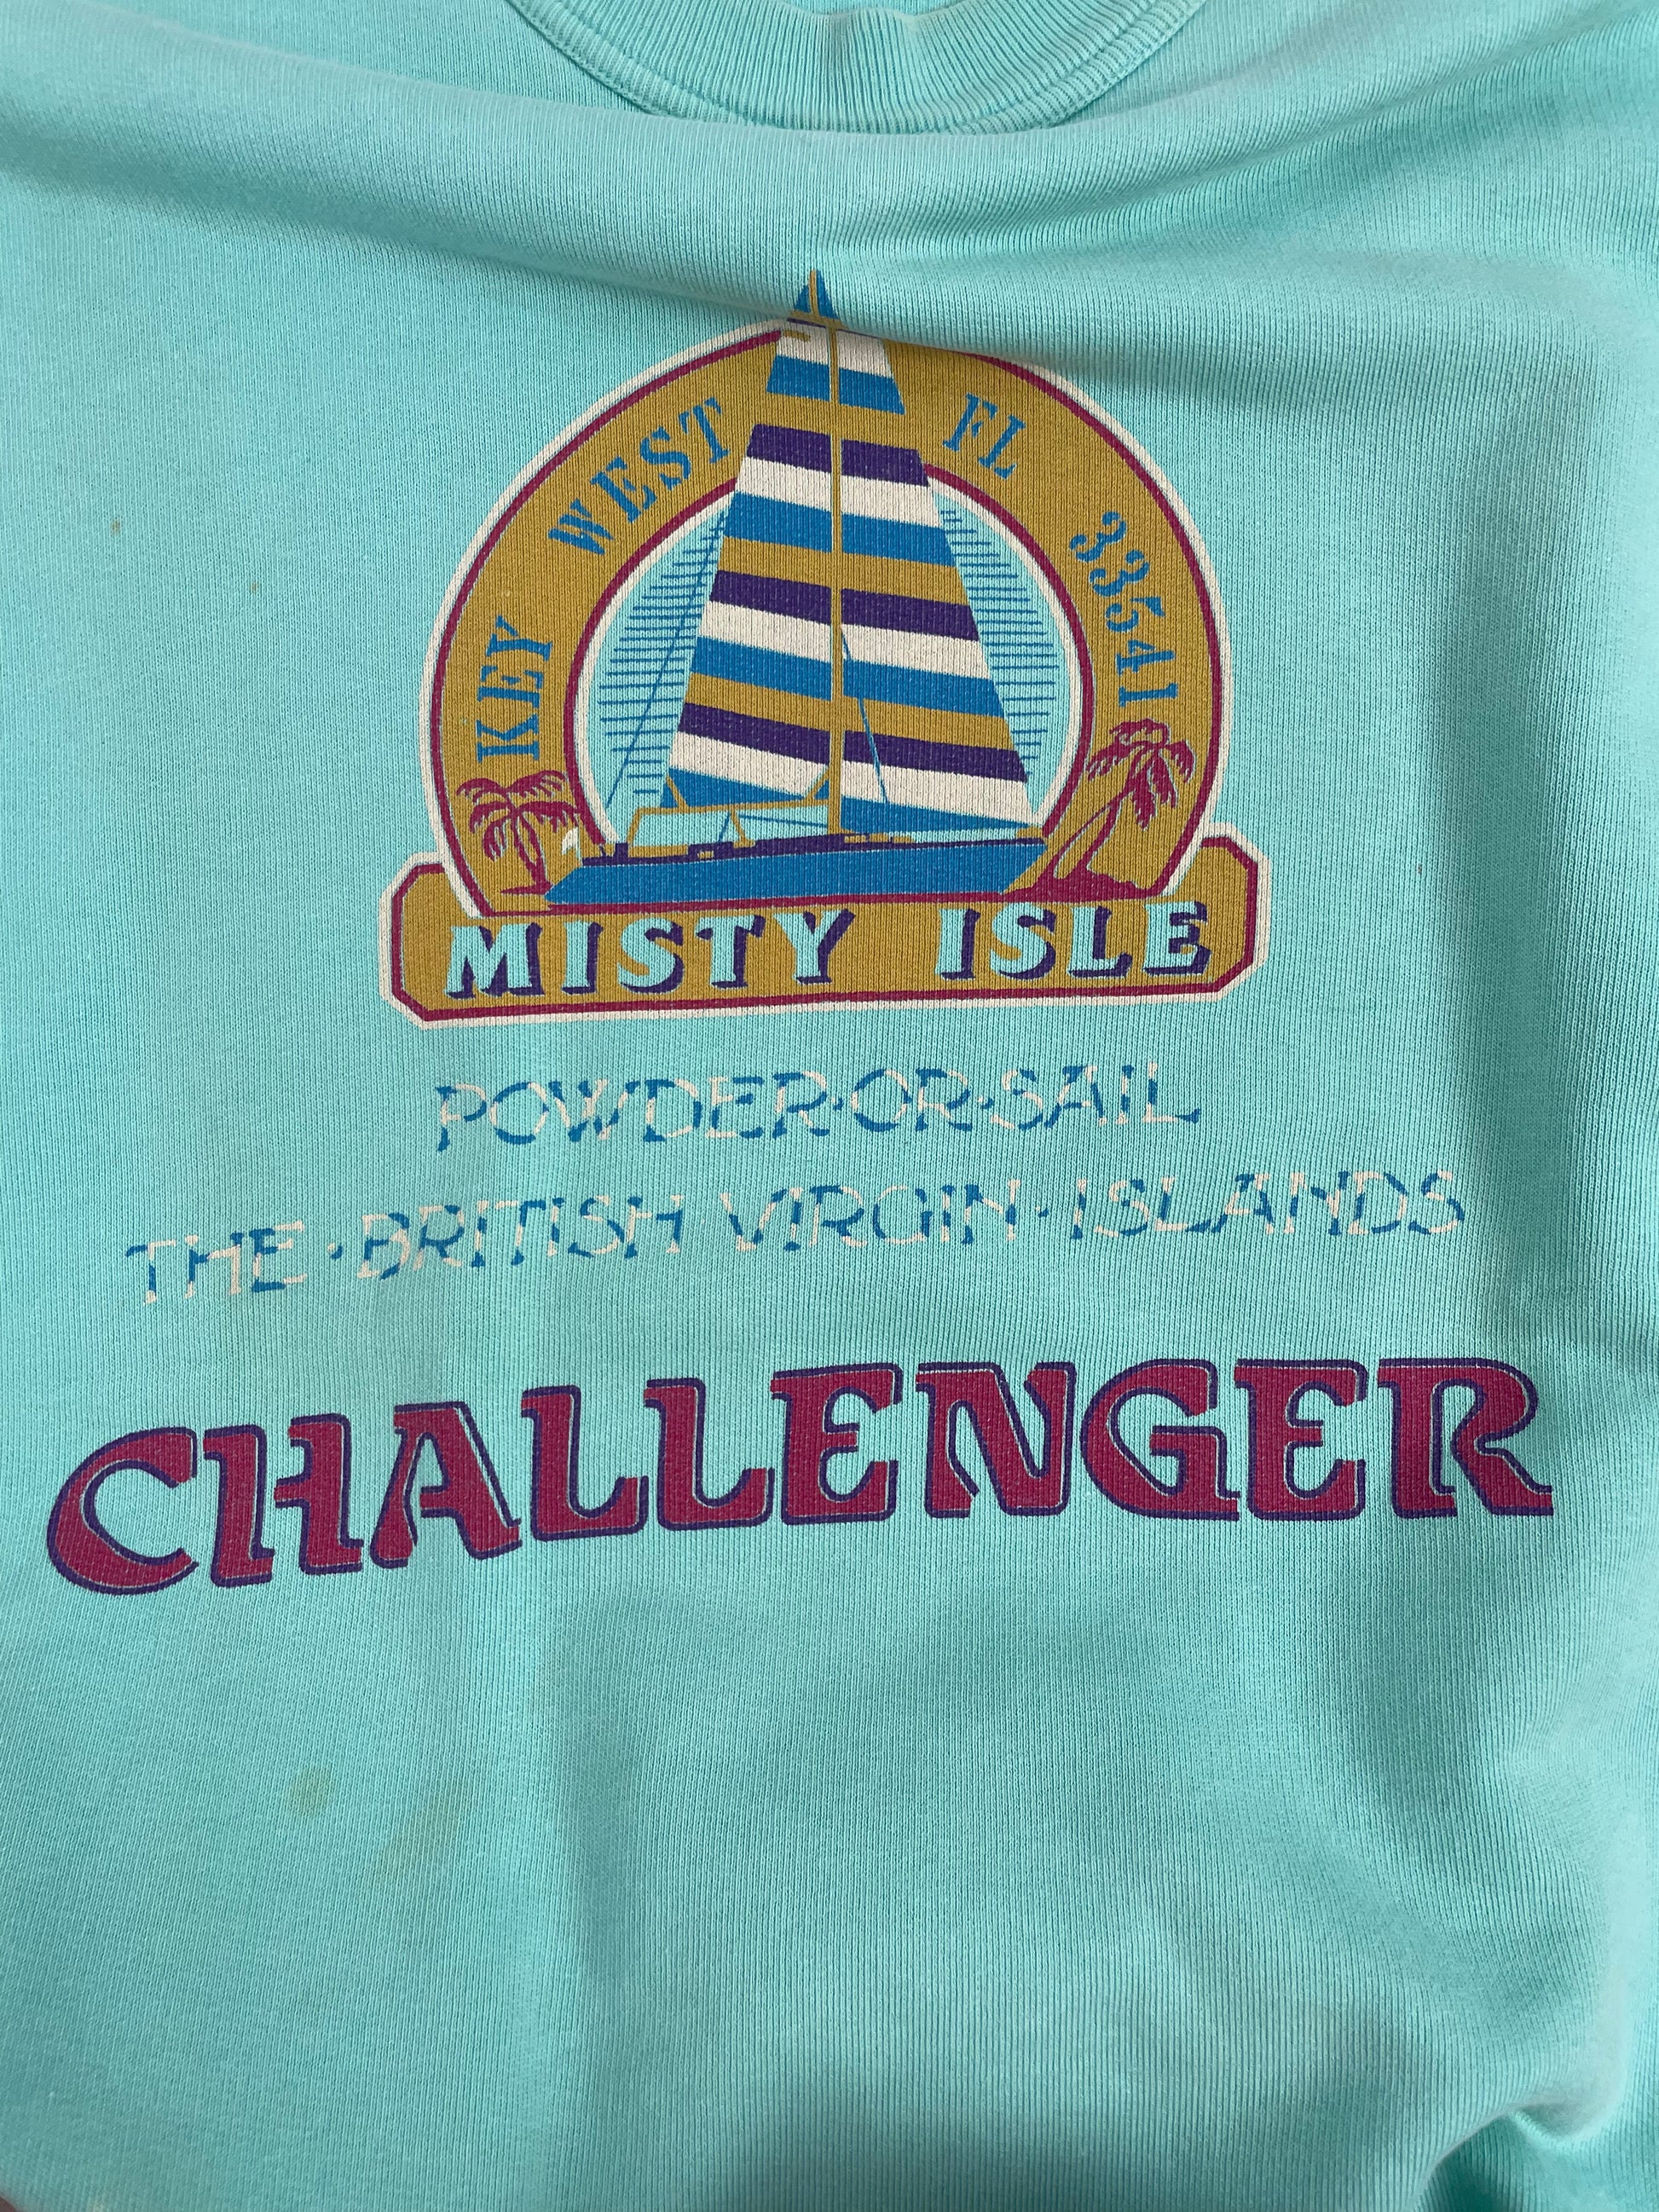 KEY WEST FL 33541
MISTY ISLE
POWDER·OR·SAIL
THE·BRITISH VIRGIN·ISLANDS
CHALLENGER